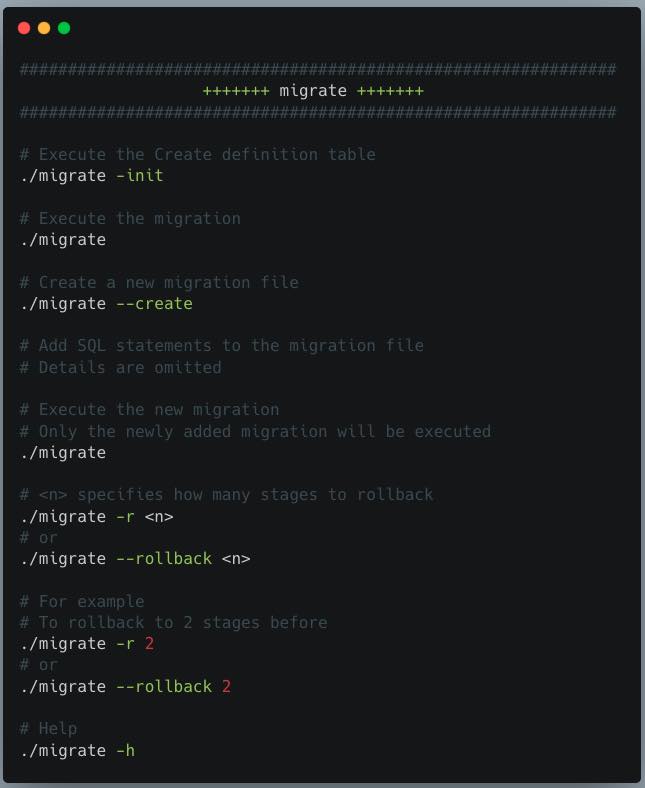 ##############################################################
+++++++ migrate +++++++
##############################################################
# Execute the Create definition table
./migrate -init
# Execute the migration
./migrate
# Create a new migration file
./migrate --create
# Add SQL statements to the migration file
# Details are omitted
# Execute the new migration
# Only the newly added migration will be executed
./migrate
# <n> specifies how many stages to rollback
./migrate -r <n>
# or
./migrate --rollback <n>
# For example
# To rollback to 2 stages before
./migrate -r 2
# or
./migrate --rollback 2
# Help
./migrate -h